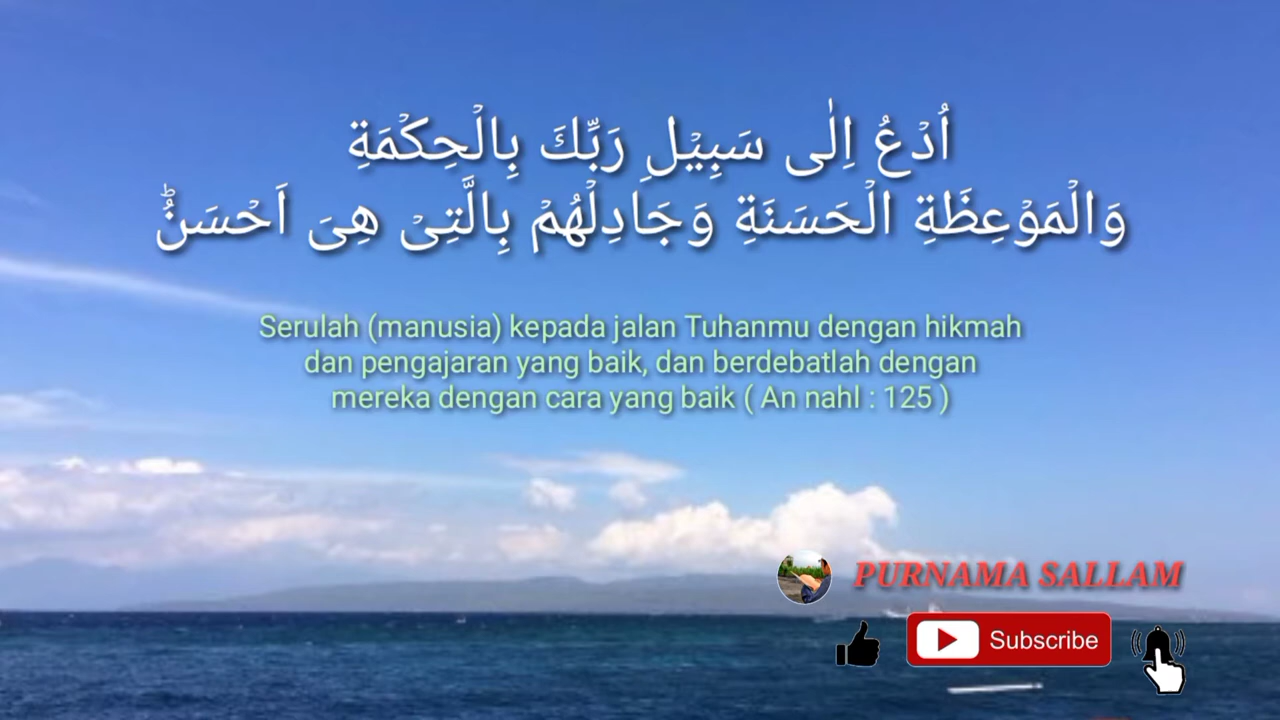 اُدْعُ اِلٰى سَبِيْلِ رَبِّكَ بِالْحِكْمَةِ
وَالْمَوْعِظَةِ الْحَسَنَةِ وَجَادِلْهُمْ بِالَّتِيْ هِىَ اَحْسَنُۗ
Serulah (manusia) kepada jalan Tuhanmu dengan hikmah
dan pengajaran yang baik, dan berdebatlah dengan
mereka dengan cara yang baik ( An nahl : 125 )
PURNAMA SALLAM
Subscribe